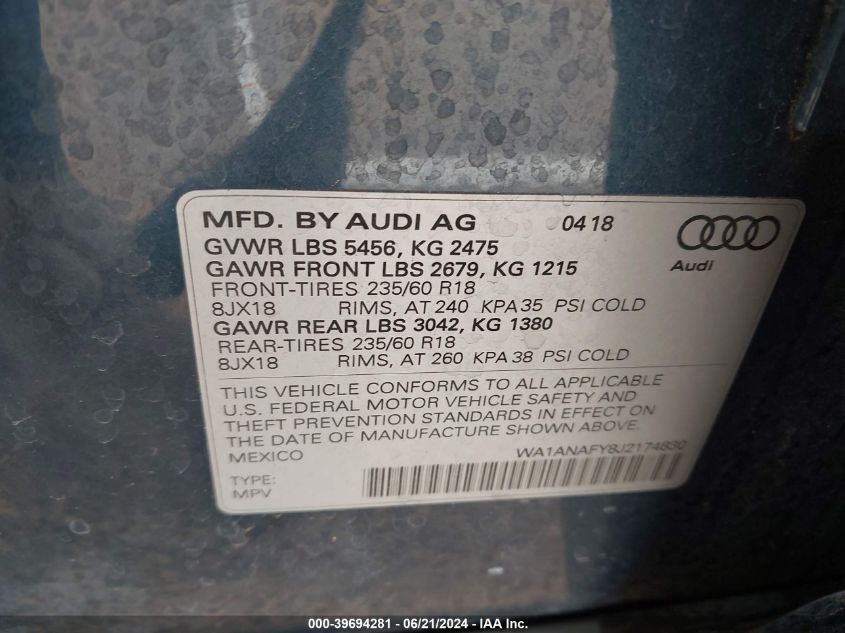 MFD. BY AUDI AG 04 18
GVWR LBS 5456, KG 2475
GAWR FRONT LBS 2679, KG 1215
FRONT-TIRES 235/60 R18
8JX18 RIMS, AT 240 KPA 35 PSI COLD
GAWR REAR LBS 3042, KG 1380
REAR-TIRES 235/60 R18
8JX18 RIMS, AT 260 KPA 38 PSI COLD
Audi
THIS VEHICLE CONFORMS TO ALL APPLICABLE
U.S. FEDERAL MOTOR VEHICLE SAFETY AND
THEFT PREVENTION STANDARDS IN EFFECT ON
THE DATE OF MANUFACTURE SHOWN ABOVE.
MEXICO WA1ANAFY8J2174830
TYPE:
MPV
000-39694281 - 06/21/2024 - IAA Inc.